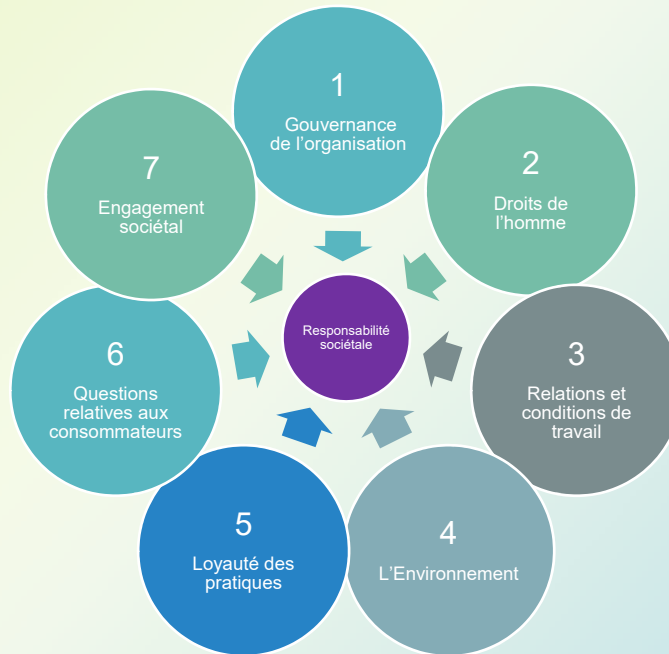 1
Gouvernance
de l'organisation
2
Droits de
l'homme
3
Relations et
conditions de
travail
4
L'Environnement
5
Loyauté des
pratiques
6
Questions
relatives aux
consommateurs
7
Engagement
sociétal
Responsabilité
sociétale